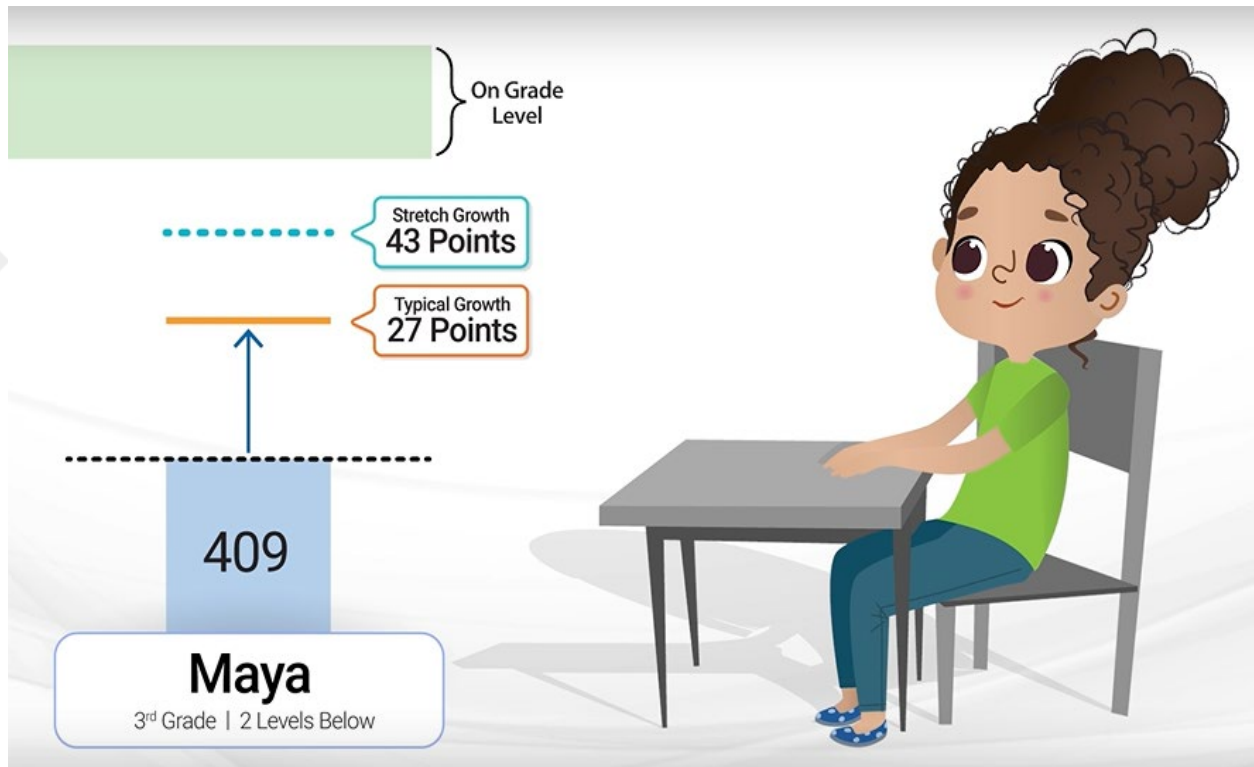 On Grade
Level
Stretch Growth
43 Points
Typical Growth
27 Points
409
Maya
3rd Grade | 2 Levels Below